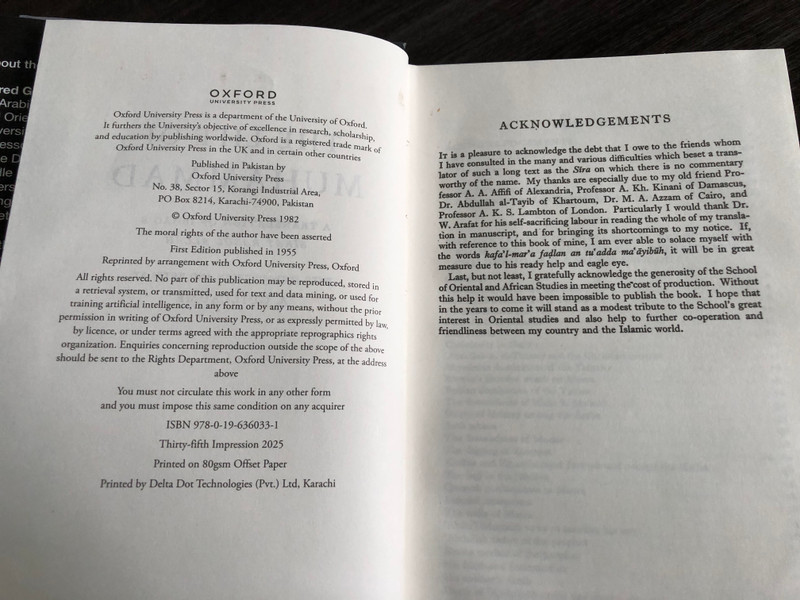 out th
red G
Arabi
Orie
versi
esso
e D
lle
ers
get
OXFORD
UNIVERSITY PRESS
Oxford University Press is a department of the University of Oxford.
It furthers the University's objective of excellence in research, scholarship,
and education by publishing worldwide. Oxford is a registered trade mark of
Oxford University Press in the UK and in certain other countries
Published in Pakistan by
Oxford University Press
No. 38, Sector 15, Korangi Industrial Area,
PO Box 8214, Karachi-74900, Pakistan
© Oxford University Press 1982
The moral rights of the author have been asserted
First Edition published in 1955
Reprinted by arrangement with Oxford University Press, Oxford
All rights reserved. No part of this publication may be reproduced, stored in
a retrieval system, or transmitted, used for text and data mining, or used for
training artificial intelligence, in any form or by any means, without the prior
permission in writing of Oxford University Press, or as expressly permitted by law,
by licence, or under terms agreed with the appropriate reprographics rights
organization. Enquiries concerning reproduction outside the scope of the above
should be sent to the Rights Department, Oxford University Press, at the address
above
You must not circulate this work in any other form
and you must impose this same condition on any acquirer
ISBN 978-0-19-636033-1
Thirty-fifth Impression 2025
Printed on 80gsm Offset Paper
Printed by Delta Dot Technologies (Pvt.) Ltd, Karachi
ACKNOWLEDGEMENTS
It is a pleasure to acknowledge the debt that I owe to the friends whom
I have consulted in the many and various difficulties which beset a trans-
lator of such a long text as the Sīra on which there is no commentary
worthy of the name. My thanks are especially due to my old friend Pro-
fessor A. A. Affifi of Alexandria, Professor A. Kh. Kinani of Damascus,
Dr. Abdullah al-Tayib of Khartoum, Dr. M. A. Azzam of Cairo, and
Professor A. K. S. Lambton of London. Particularly I would thank Dr.
W. Arafat for his self-sacrificing labour in reading the whole of my transla-
tion in manuscript, and for bringing its shortcomings to my notice. If,
with reference to this book of mine, I am ever able to solace myself with
the words kafa'l-mar'a faḍlan an tu'adda ma'āyibūh, it will be in great
measure due to his ready help and eagle eye.
Last, but not least, I gratefully acknowledge the generosity of the School
of Oriental and African Studies in meeting the cost of production. Without
this help it would have been impossible to publish the book. I hope that
in the years to come it will stand as a modest tribute to the School's great
interest in Oriental studies and also help to further co-operation and
friendliness between my country and the Islamic world.